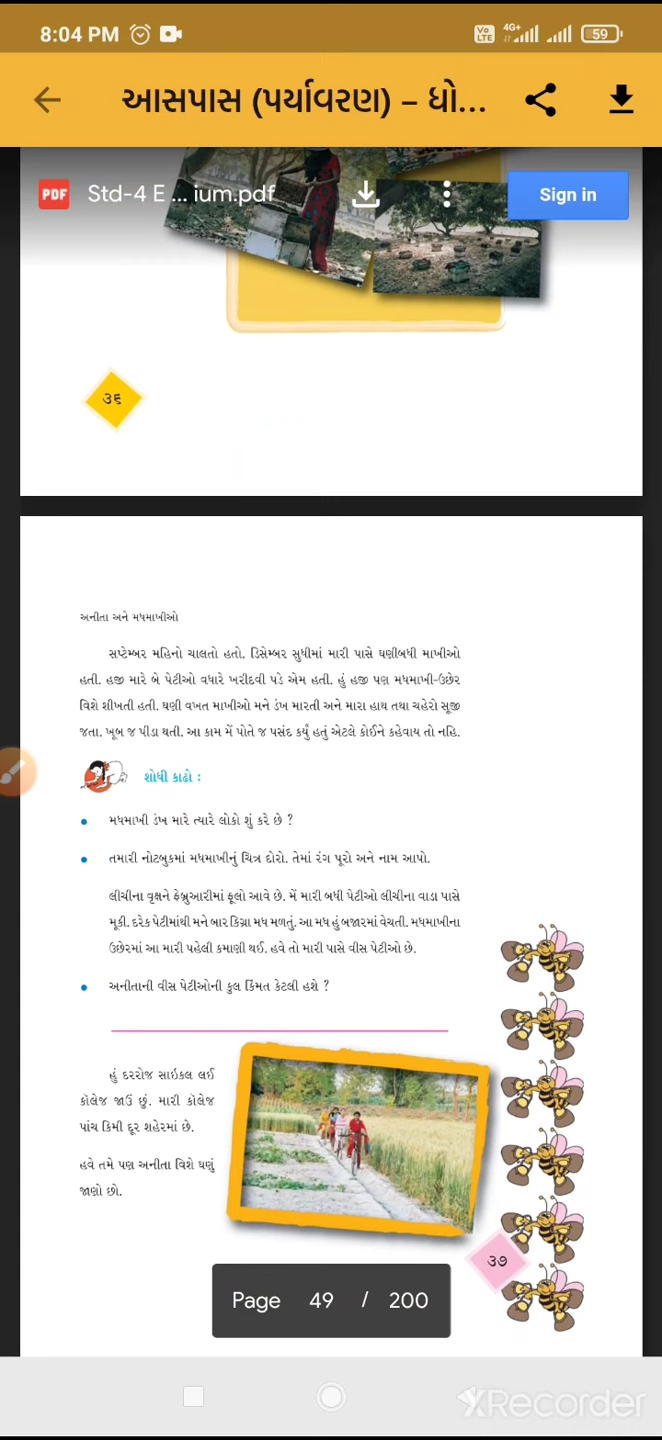 8:04 PM
Vo LTE 4G+ 59
આસપાસ (પર્યાવરણ) – ધો...
PDF Std-4 E ... ium.pdf Sign in
૩૬
અનીતા અને મધમાખીઓ
સપ્ટેમ્બર મહિનો ચાલતો હતો. ડિસેમ્બર સુધીમાં મારી પાસે ઘણીબધી માખીઓ
હતી. હજી મારે બે પેટીઓ વધારે ખરીદવી પડે એમ હતી. હું હજી પણ મધમાખી-ઉછેર
વિશે શીખતી હતી. ઘણી વખત માખીઓ મને ડંખ મારતી અને મારા હાથ તથા ચહેરો સૂજી
જતા. ખૂબ જ પીડા થતી. આ કામ મેં પોતે જ પસંદ કર્યું હતું એટલે કોઈને કહેવાય તો નહિ.
શોધી કાઢો :
• મધમાખી ડંખ મારે ત્યારે લોકો શું કરે છે ?
• તમારી નોટબુકમાં મધમાખીનું ચિત્ર દોરો. તેમાં રંગ પૂરો અને નામ આપો.
લીચીના વૃક્ષને ફેબ્રુઆરીમાં ફૂલો આવે છે. મેં મારી બધી પેટીઓ લીચીના વાડા પાસે
મૂકી. દરેક પેટીમાંથી મને બાર કિગ્રા મધ મળતું. આ મધ હું બજારમાં વેચતી. મધમાખીના
ઉછેરમાં આ મારી પહેલી કમાણી થઈ. હવે તો મારી પાસે વીસ પેટીઓ છે.
• અનીતાની વીસ પેટીઓની કુલ કિંમત કેટલી હશે ?
હું દરરોજ સાઇકલ લઈ
કૉલેજ જાઉં છું. મારી કૉલેજ
પાંચ કિમી દૂર શહેરમાં છે.
હવે તમે પણ અનીતા વિશે ઘણું
જાણો છો.
૩૭
Page 49 / 200
XRecorder